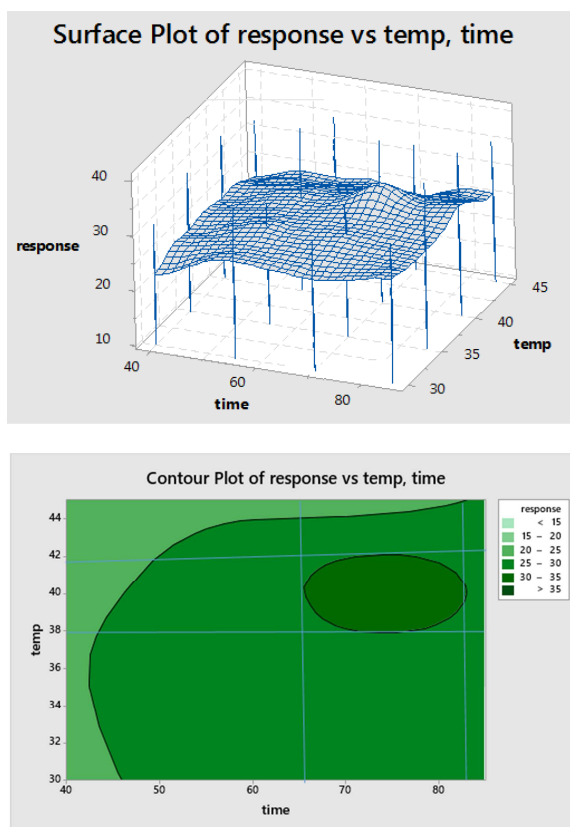 Surface Plot of response vs temp, time
40
30
response
20
10
40
60
time
80
45
40
temp
35
30
Contour Plot of response vs temp, time
response
< 15
15 – 20
20 – 25
25 – 30
30 – 35
> 35
44
42
40
38
temp
36
34
32
30
40 50 60 70 80
time